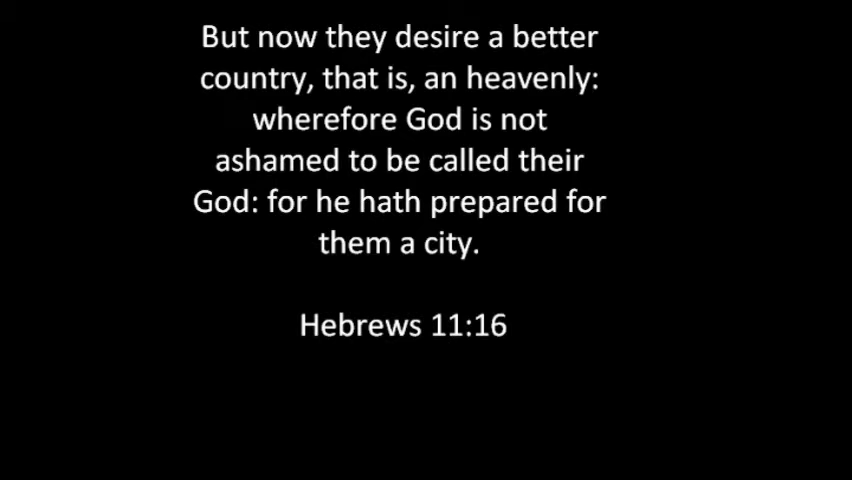 But now they desire a better
country, that is, an heavenly:
wherefore God is not
ashamed to be called their
God: for he hath prepared for
them a city.
Hebrews 11:16